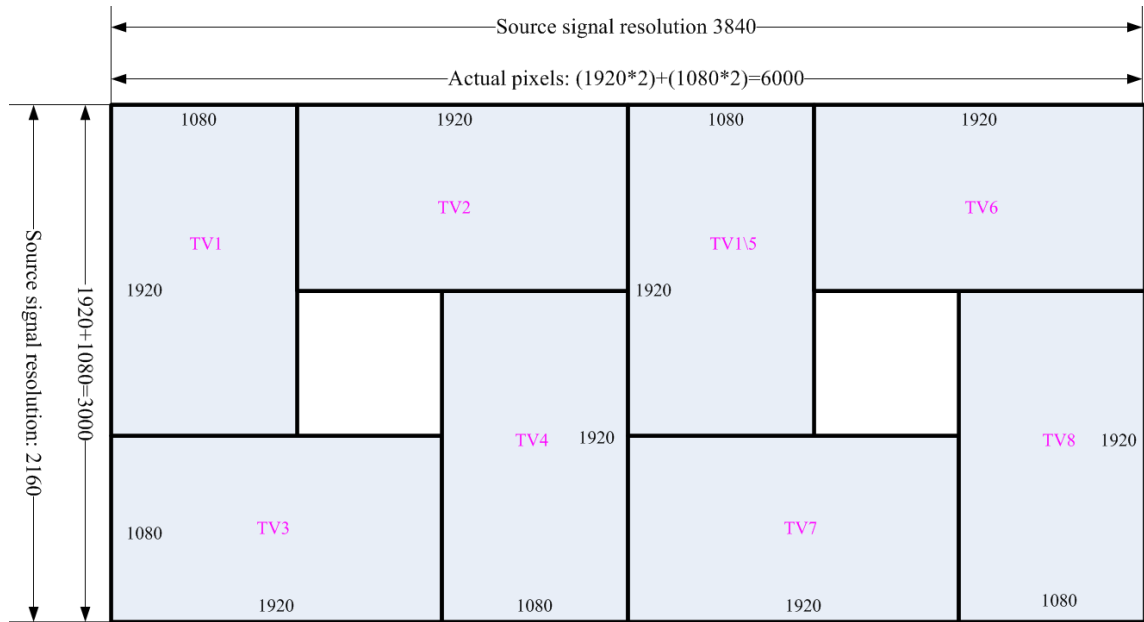 Source signal resolution 3840
Actual pixels: (1920*2)+(1080*2)=6000
Source signal resolution: 2160
1920+1080=3000
1080
1920
1080
1920
TV1
TV2
TV1\5
TV6
1920
1920
TV4
1920
TV8
1920
1080
TV3
TV7
1920
1080
1920
1080